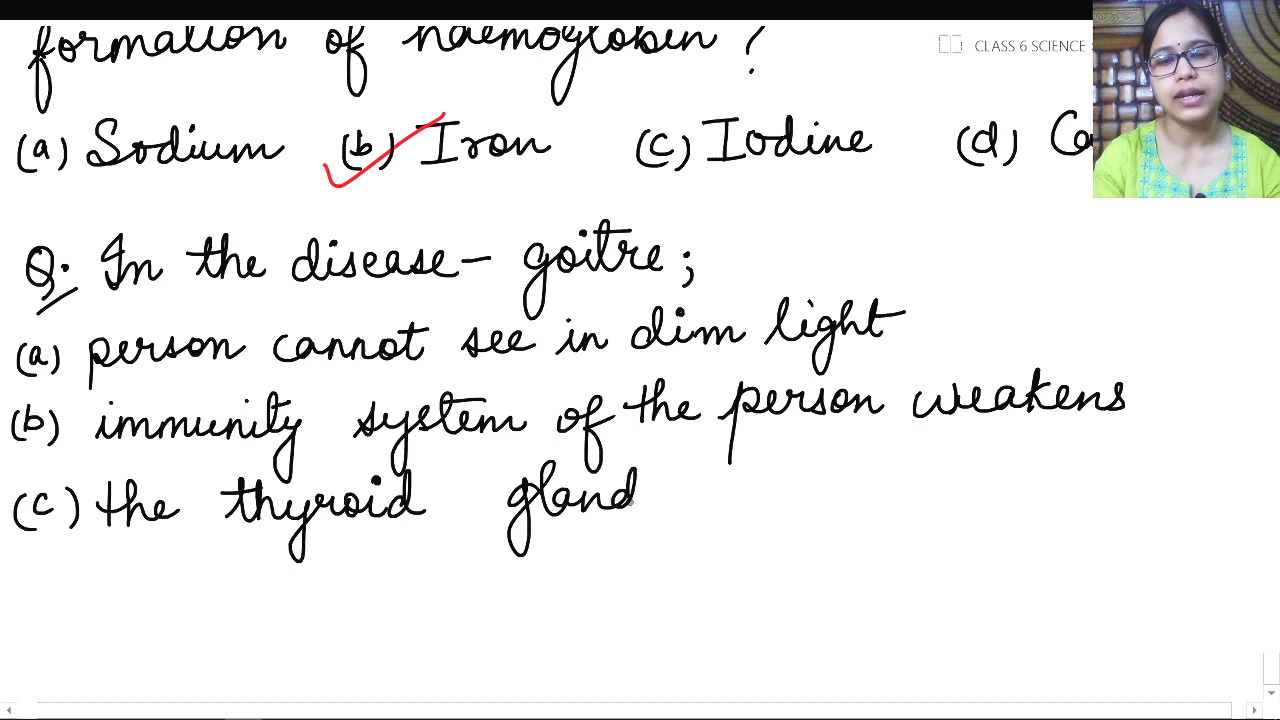 formation of haemoglobin ?
CLASS 6 SCIENCE
(a) Sodium (b) Iron (c) Iodine (d)
Q. In the disease - goitre ;
(a) person cannot see in dim light
(b) immunity system of the person weakens
(c) the thyroid gland